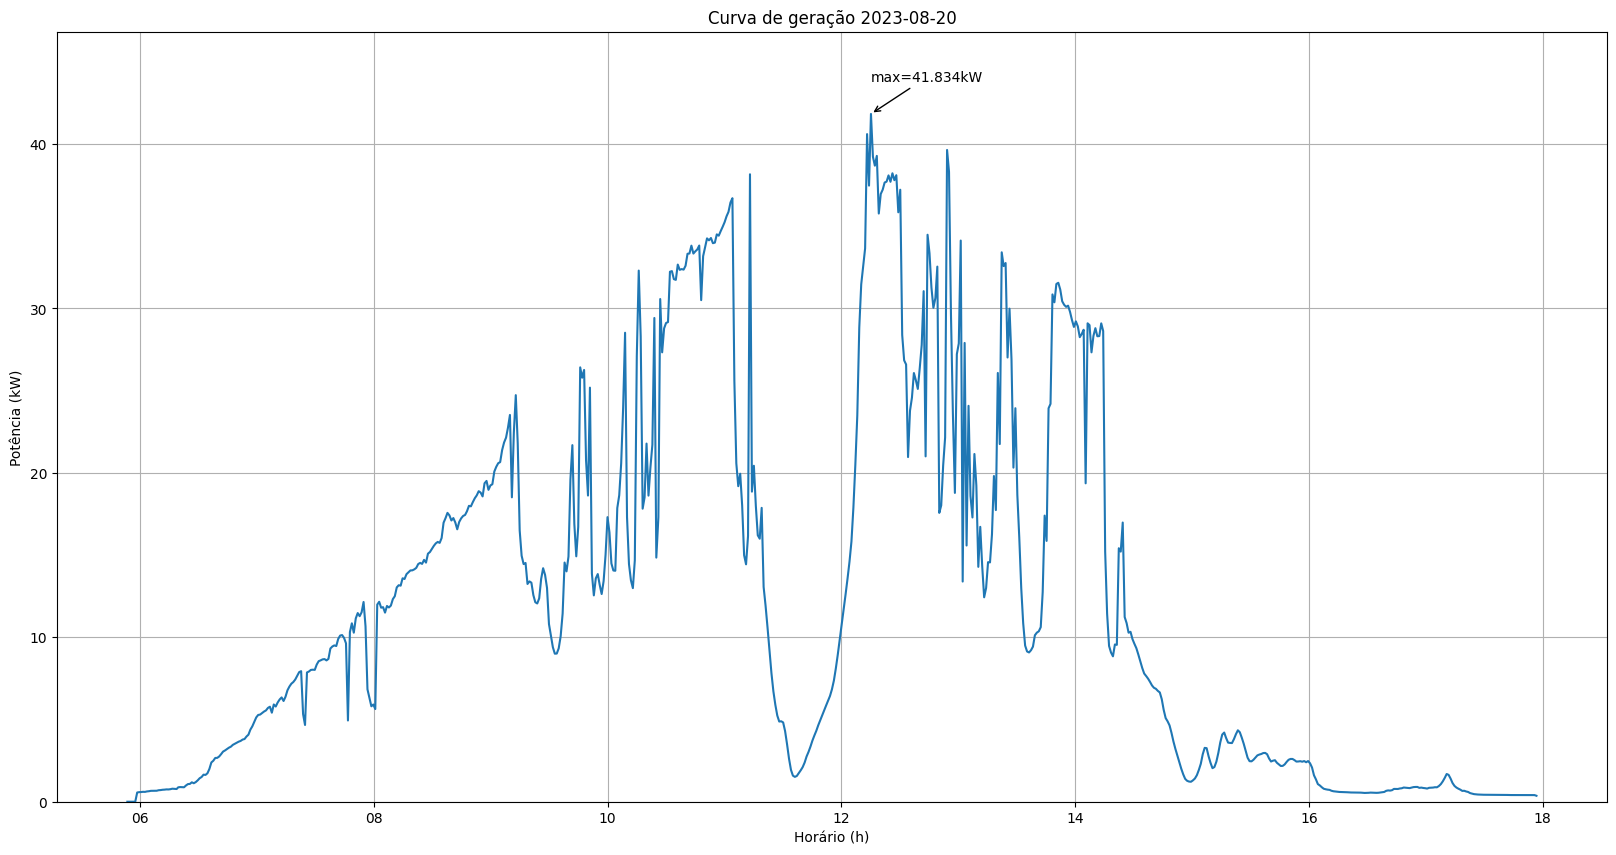 Curva de geração 2023-08-20
max=41.834kW
Potência (kW)
40
30
20
10
0
06 08 10 12 14 16 18
Horário (h)